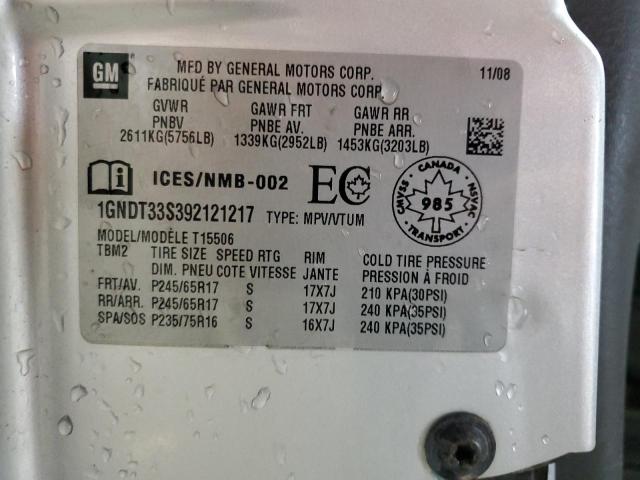 GM
MFD BY GENERAL MOTORS CORP. 11/08
FABRIQUÉ PAR GENERAL MOTORS CORP.
GVWR GAWR FRT GAWR RR
PNBV PNBE AV. PNBE ARR.
2611KG(5756LB) 1339KG(2952LB) 1453KG(3203LB)
ICES/NMB-002 EC
CANADA
CMVSS 985 NSVAC
TRANSPORT
1GNDT33S392121217 TYPE: MPV/VTUM
MODEL/MODÈLE T15506
TBM2 TIRE SIZE SPEED RTG RIM COLD TIRE PRESSURE
DIM. PNEU COTE VITESSE JANTE PRESSION À FROID
FRT/AV. P245/65R17 S 17X7J 210 KPA(30PSI)
RR/ARR. P245/65R17 S 17X7J 240 KPA(35PSI)
SPA/SOS P235/75R16 S 16X7J 240 KPA(35PSI)